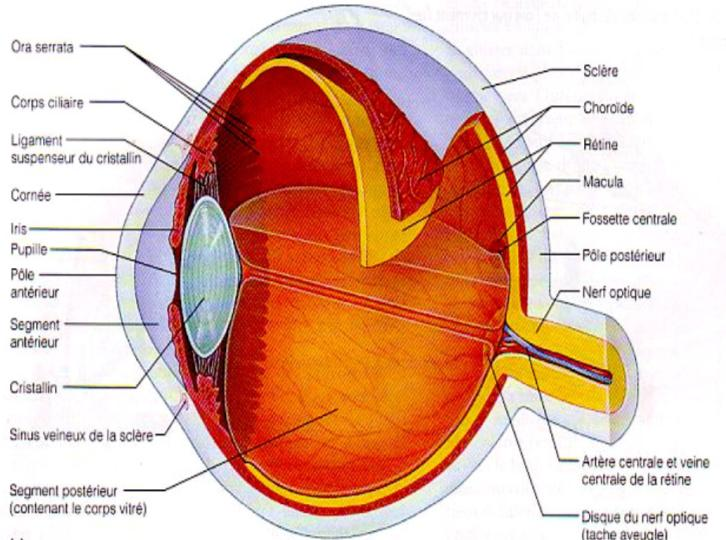 Ora serrata
Corps ciliaire
Ligament
suspenseur du cristallin
Cornée
Iris
Pupille
Pôle
antérieur
Segment
antérieur
Cristallin
Sinus veineux de la sclère
Segment postérieur
(contenant le corps vitré)
Sclère
Choroïde
Rétine
Macula
Fossette centrale
Pôle postérieur
Nerf optique
Artère centrale et veine
centrale de la rétine
Disque du nerf optique
(tache aveugle)